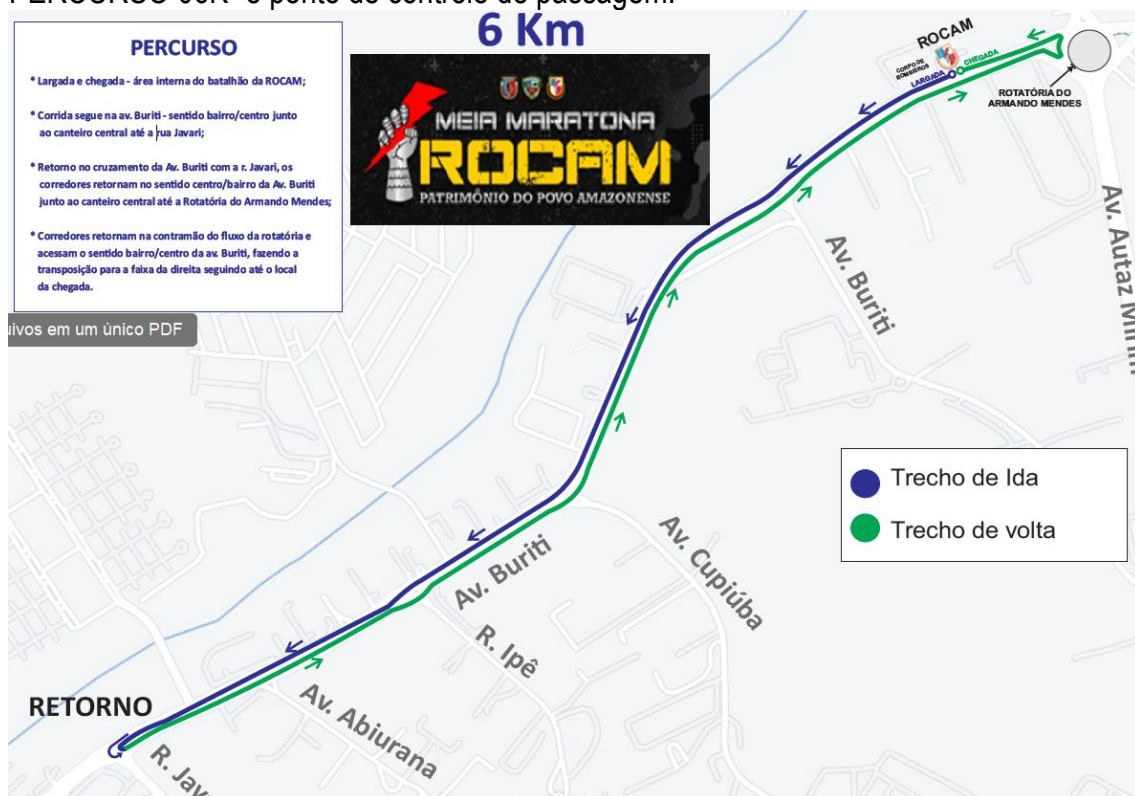 PERCURSO 06K e ponto de controle de passagem.
6 Km
PERCURSO
* Largada e chegada - área interna do batalhão da ROCAM;
* Corrida segue na av. Buriti - sentido bairro/centro junto
ao canteiro central até a rua Javari;
* Retorno no cruzamento da Av. Buriti com a r. Javari, os
corredores retornam no sentido centro/bairro da Av. Buriti
junto ao canteiro central até a Rotatória do Armando Mendes;
* Corredores retornam na contramão do fluxo da rotatória e
acessam o sentido bairro/centro da av. Buriti, fazendo a
transposição para a faixa da direita seguindo até o local
da chegada.
uivos em um único PDF
MEIA MARATONA
ROCAM
PATRIMÔNIO DO POVO AMAZONENSE
ROCAM
CORPO DE
BOMBEIROS
LARGADA
CHEGADA
ROTATÓRIA DO
ARMANDO MENDES
Av. Autaz Mirim
Av. Buriti
Trecho de Ida
Trecho de volta
Av. Cupiúba
Av. Buriti
R. Ipê
Av. Abiurana
RETORNO
R. Jav